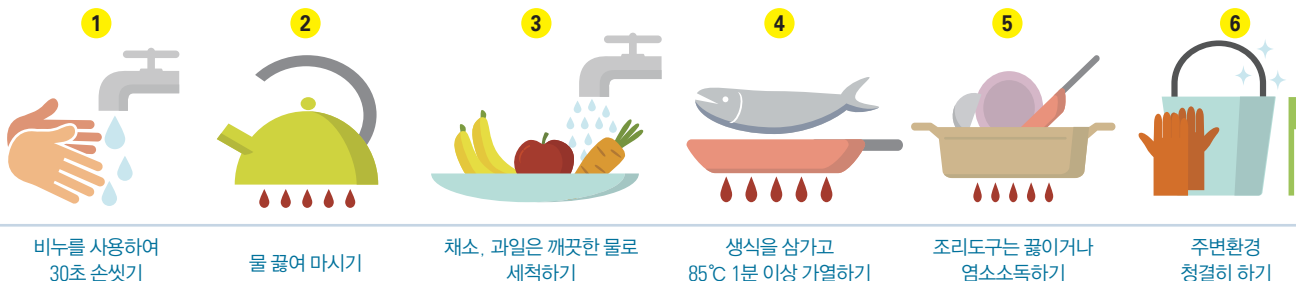 1
2
3
4
5
6
비누를 사용하여
30초 손씻기
물 끓여 마시기
채소, 과일은 깨끗한 물로
세척하기
생식을 삼가고
85℃ 1분 이상 가열하기
조리도구는 끓이거나
염소소독하기
주변환경
청결히 하기